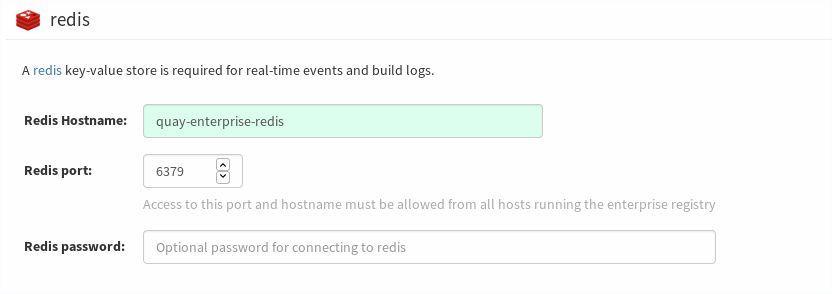 redis
A redis key-value store is required for real-time events and build logs.
Redis Hostname: quay-enterprise-redis
Redis port: 6379
Access to this port and hostname must be allowed from all hosts running the enterprise registry
Redis password: Optional password for connecting to redis